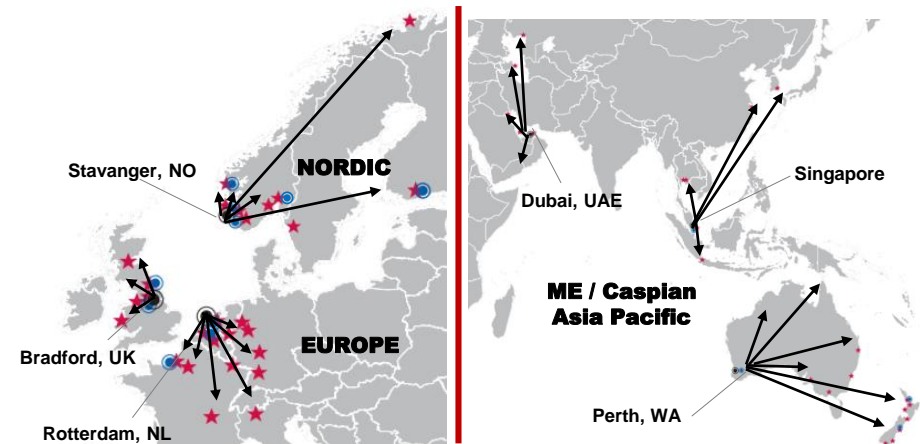 Stavanger, NO
NORDIC
Bradford, UK
EUROPE
Rotterdam, NL
Dubai, UAE
Singapore
ME / Caspian
Asia Pacific
Perth, WA